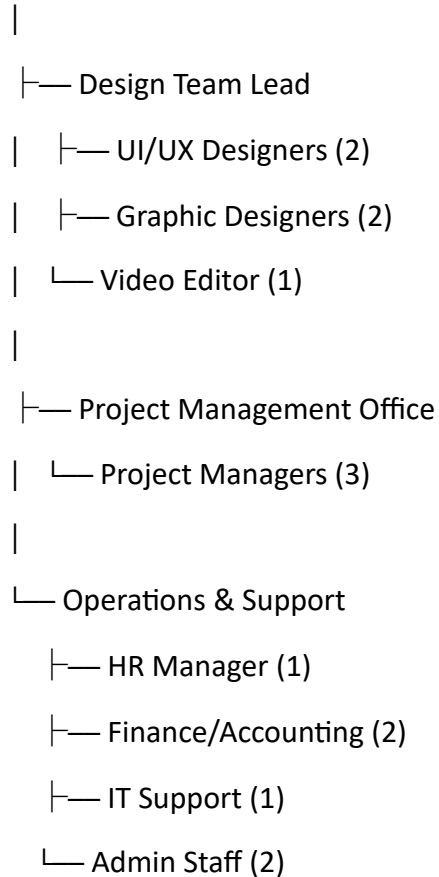 |
├── Design Team Lead
| ├── UI/UX Designers (2)
| ├── Graphic Designers (2)
| └── Video Editor (1)
|
├── Project Management Office
| └── Project Managers (3)
|
└── Operations & Support
├── HR Manager (1)
├── Finance/Accounting (2)
├── IT Support (1)
└── Admin Staff (2)